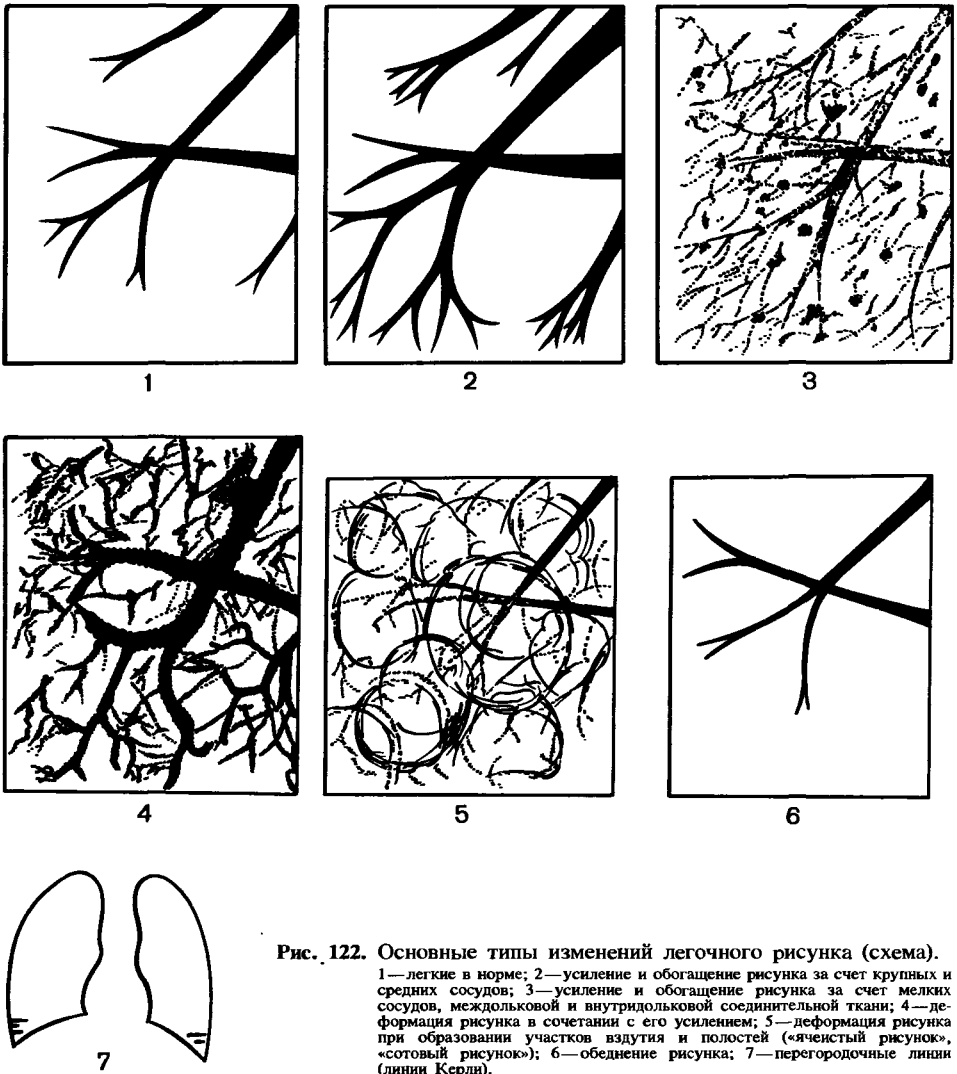 1
2
3
4
5
6
7
Рис. 122. Основные типы изменений легочного рисунка (схема).
1—легкие в норме; 2—усиление и обогащение рисунка за счет крупных и
средних сосудов; 3—усиление и обогащение рисунка за счет мелких
сосудов, междольковой и внутридольковой соединительной ткани; 4—де-
формация рисунка в сочетании с его усилением; 5—деформация рисунка
при образовании участков вздутия и полостей («ячеистый рисунок»,
«сотовый рисунок»); 6—обеднение рисунка; 7—перегородочные линии
(линии Керли).